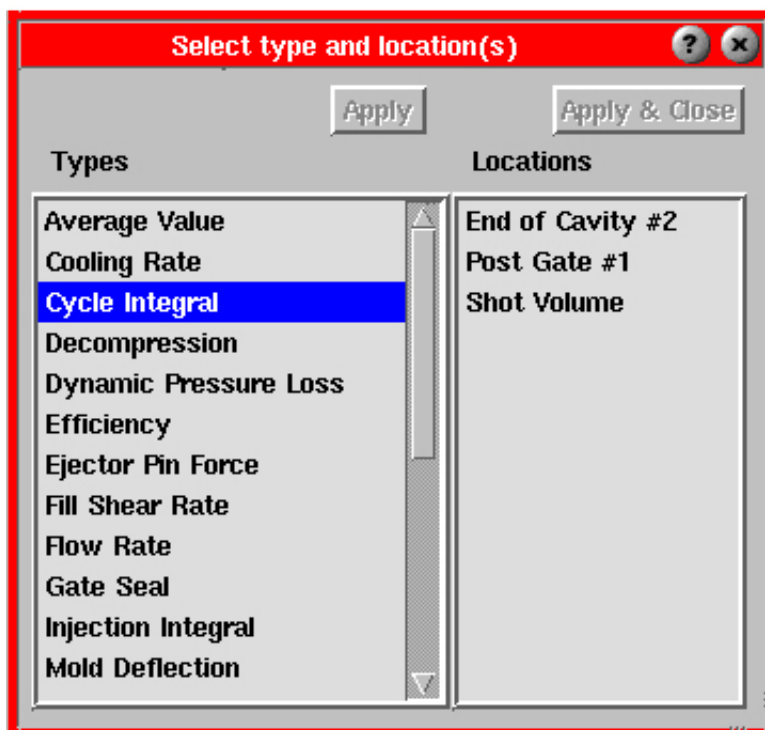 Select type and location(s)
?
×
Apply
Apply & Close
Types
Locations
Average Value
Cooling Rate
Cycle Integral
Decompression
Dynamic Pressure Loss
Efficiency
Ejector Pin Force
Fill Shear Rate
Flow Rate
Gate Seal
Injection Integral
Mold Deflection
End of Cavity #2
Post Gate #1
Shot Volume